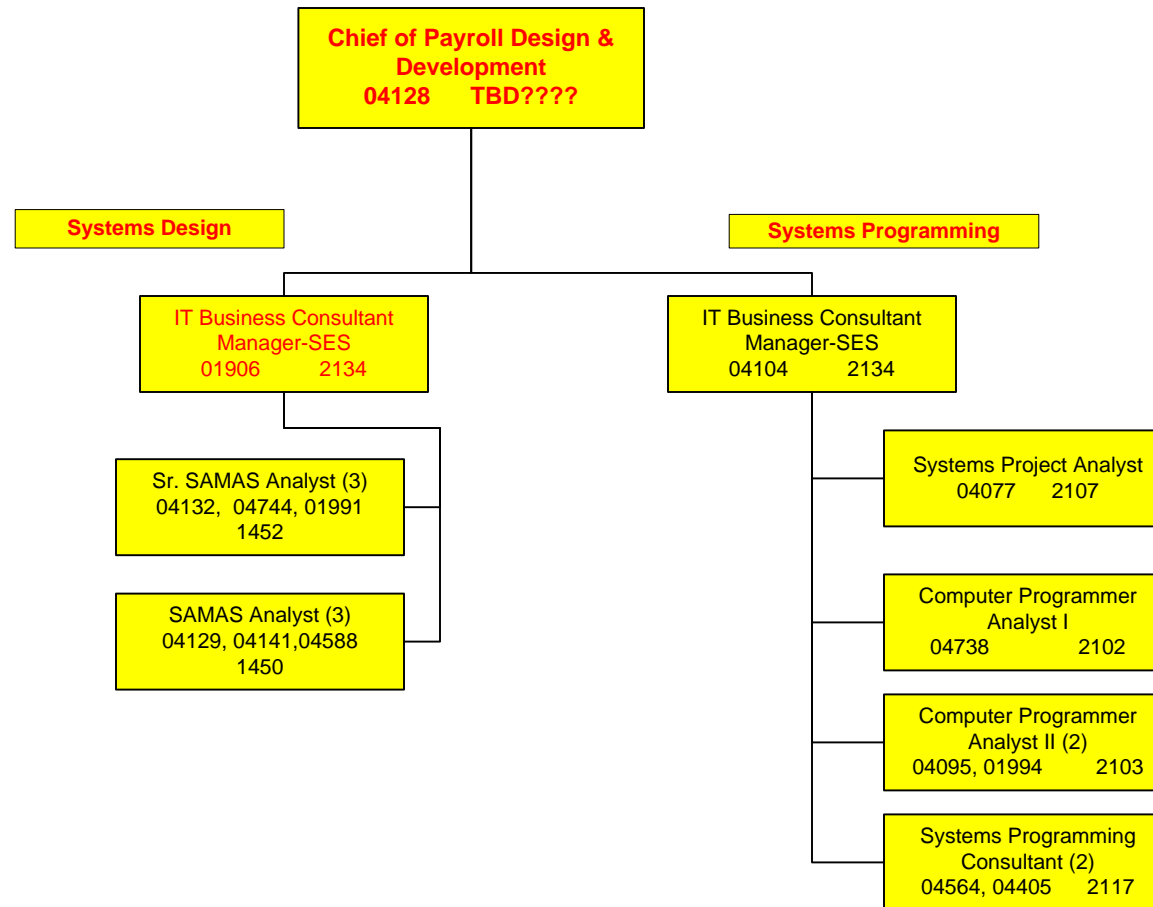 Chief of Payroll Design &
Development
04128 TBD????
Systems Design
Systems Programming
IT Business Consultant
Manager-SES
01906 2134
IT Business Consultant
Manager-SES
04104 2134
Sr. SAMAS Analyst (3)
04132, 04744, 01991
1452
SAMAS Analyst (3)
04129, 04141,04588
1450
Systems Project Analyst
04077 2107
Computer Programmer
Analyst I
04738 2102
Computer Programmer
Analyst II (2)
04095, 01994 2103
Systems Programming
Consultant (2)
04564, 04405 2117